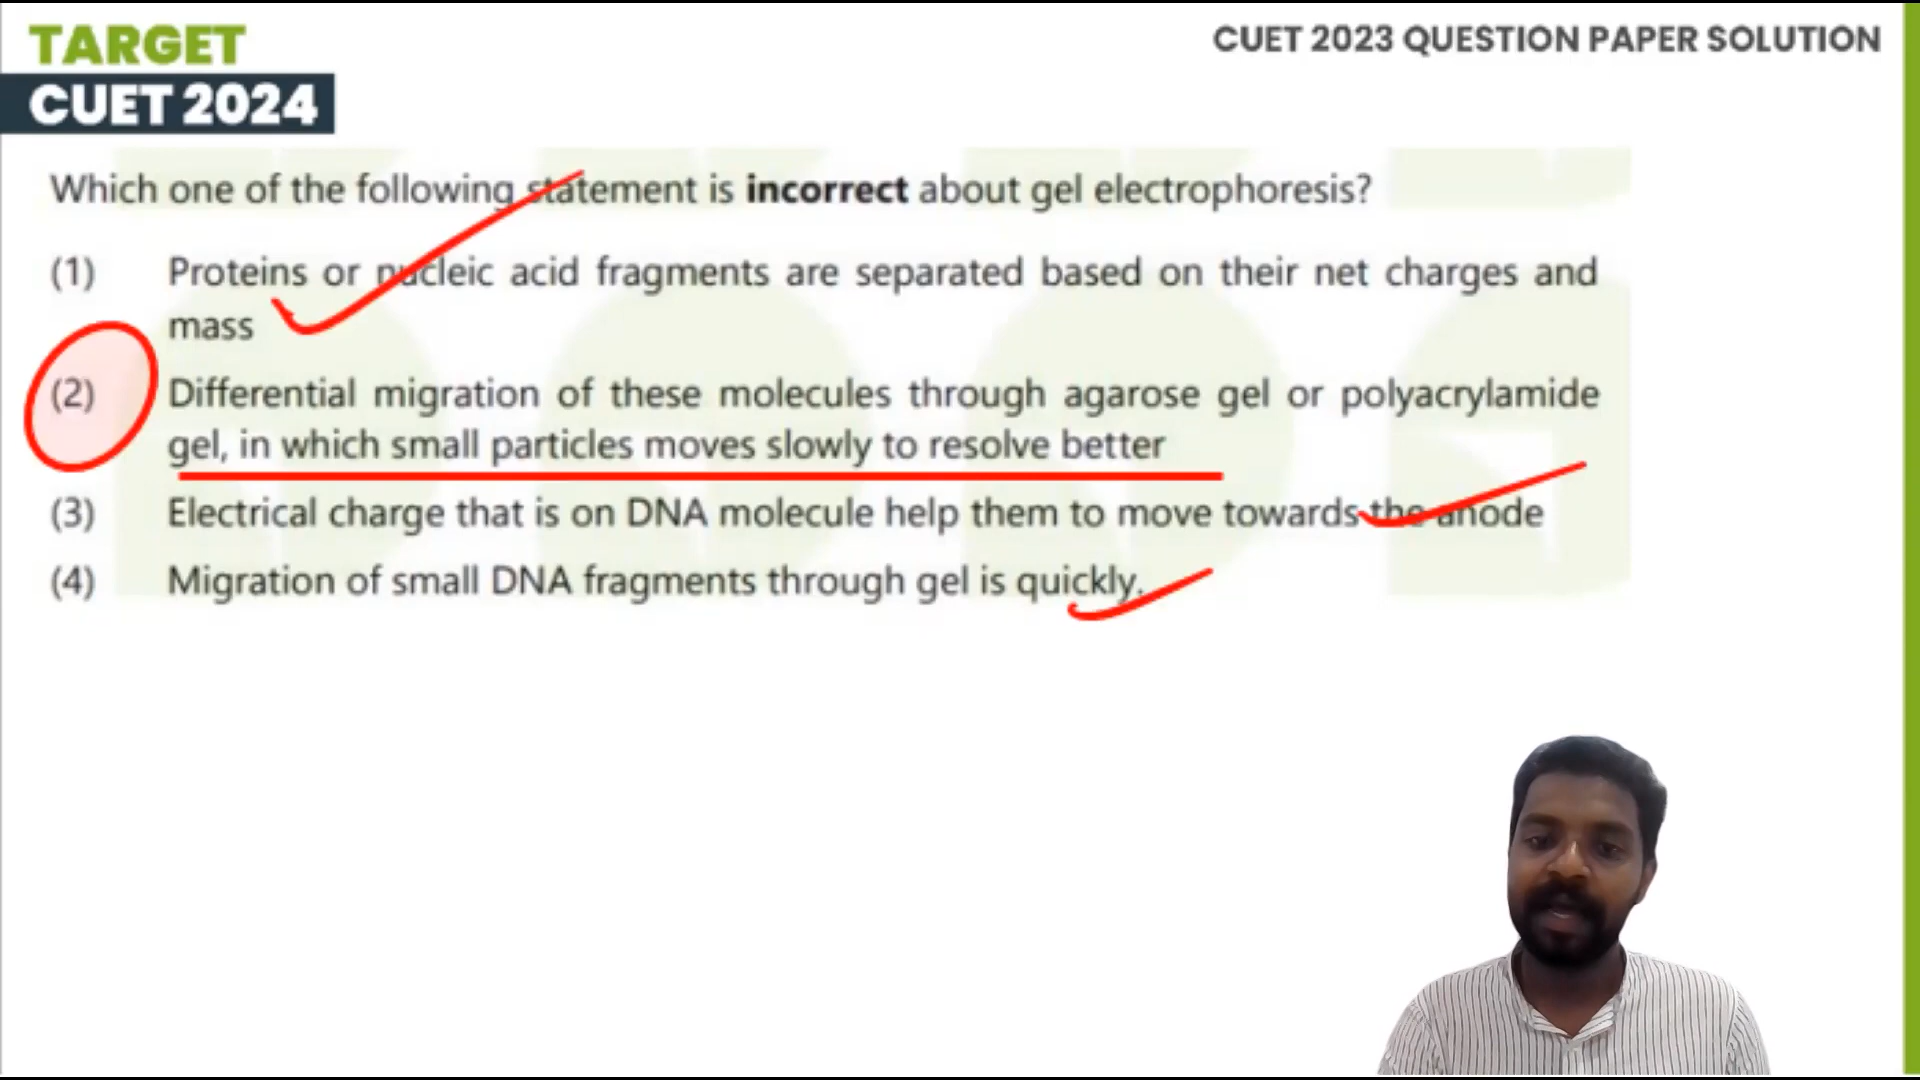 TARGET
CUET 2024
CUET 2023 QUESTION PAPER SOLUTION
Which one of the following statement is incorrect about gel electrophoresis?
(1) Proteins or nucleic acid fragments are separated based on their net charges and
mass
(2) Differential migration of these molecules through agarose gel or polyacrylamide
gel, in which small particles moves slowly to resolve better
(3) Electrical charge that is on DNA molecule help them to move towards the anode
(4) Migration of small DNA fragments through gel is quickly.